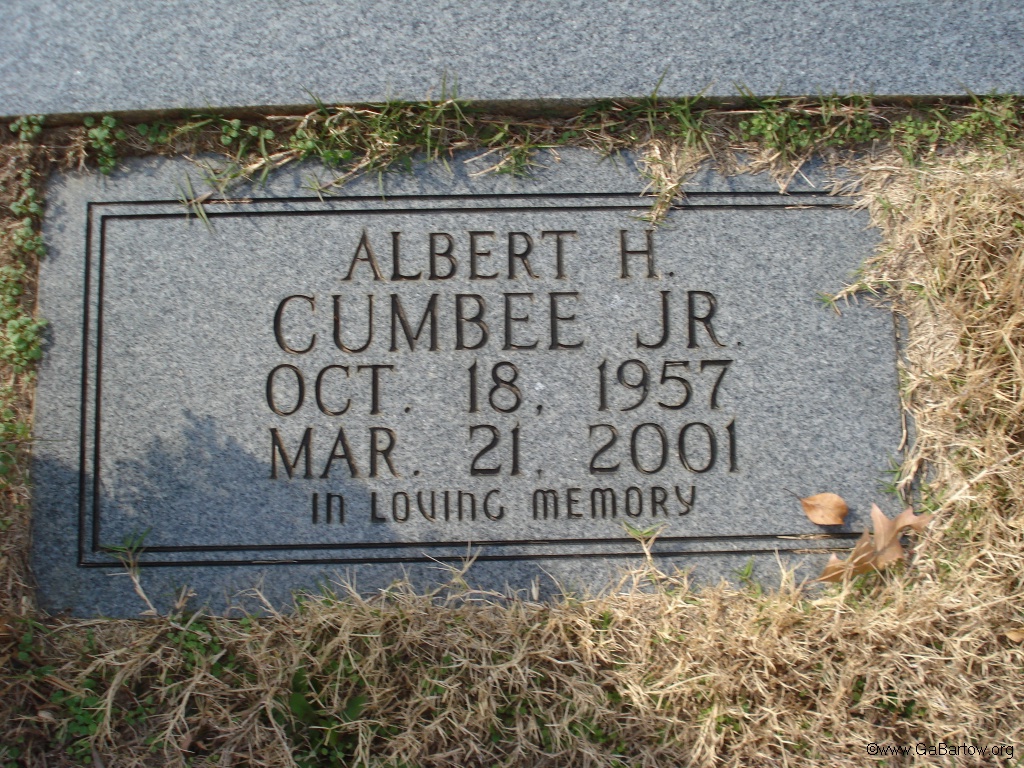 ALBERT H.
CUMBEE JR.
OCT. 18, 1957
MAR. 21, 2001
IN LOVING MEMORY
©www.GaBartow.org